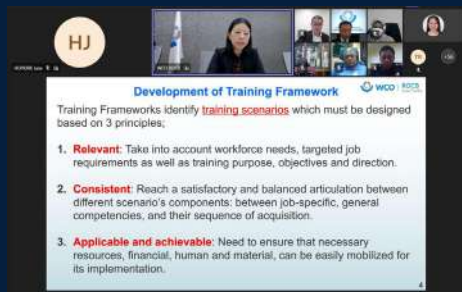 HJ
Development of Training Framework
WCO
ROCB
Training Frameworks identify training scenarios which must be designed
based on 3 principles;
1. Relevant: Take into account workforce needs, targeted job
requirements as well as training purpose, objectives and direction.
2. Consistent: Reach a satisfactory and balanced articulation between
different scenario's components: between job-specific, general
competencies, and their sequence of acquisition.
3. Applicable and achievable: Need to ensure that necessary
resources, financial, human and material, can be easily mobilized for
its implementation.
4